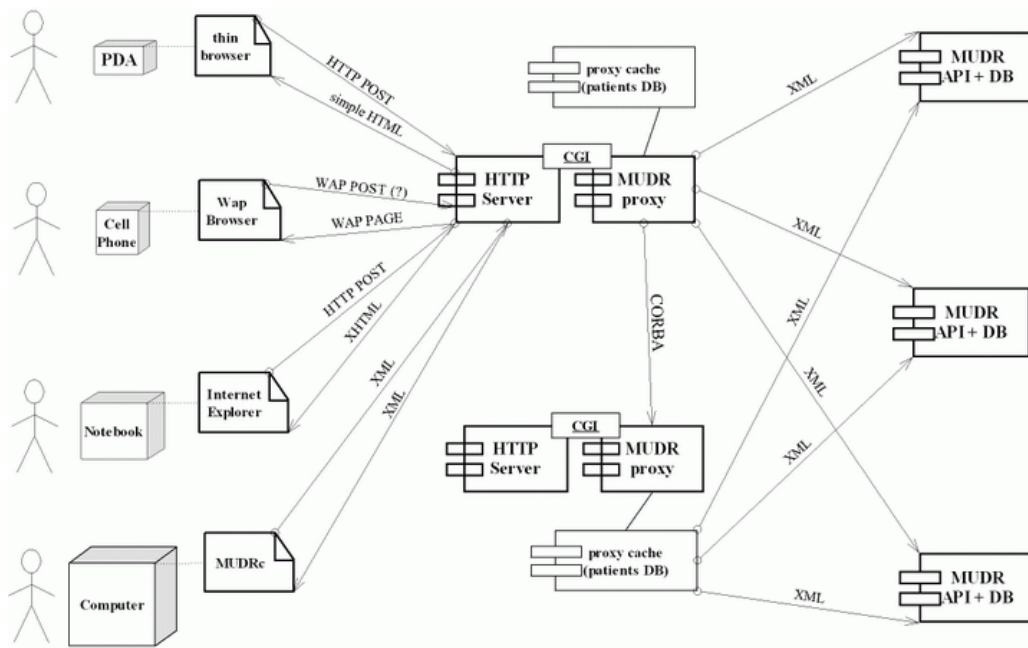 PDA
thin
browser
HTTP POST
simple HTML
proxy cache
(patients DB)
XML
MUDR
API + DB
CGI
HTTP
Server
MUDR
proxy
Cell
Phone
Wap
Browser
WAP POST (?)
WAP PAGE
XML
HTTP POST
XHTML
CORBA
XML
MUDR
API + DB
Notebook
Internet
Explorer
XML
XML
XML
XML
CGI
HTTP
Server
MUDR
proxy
Computer
MUDRc
proxy cache
(patients DB)
XML
MUDR
API + DB